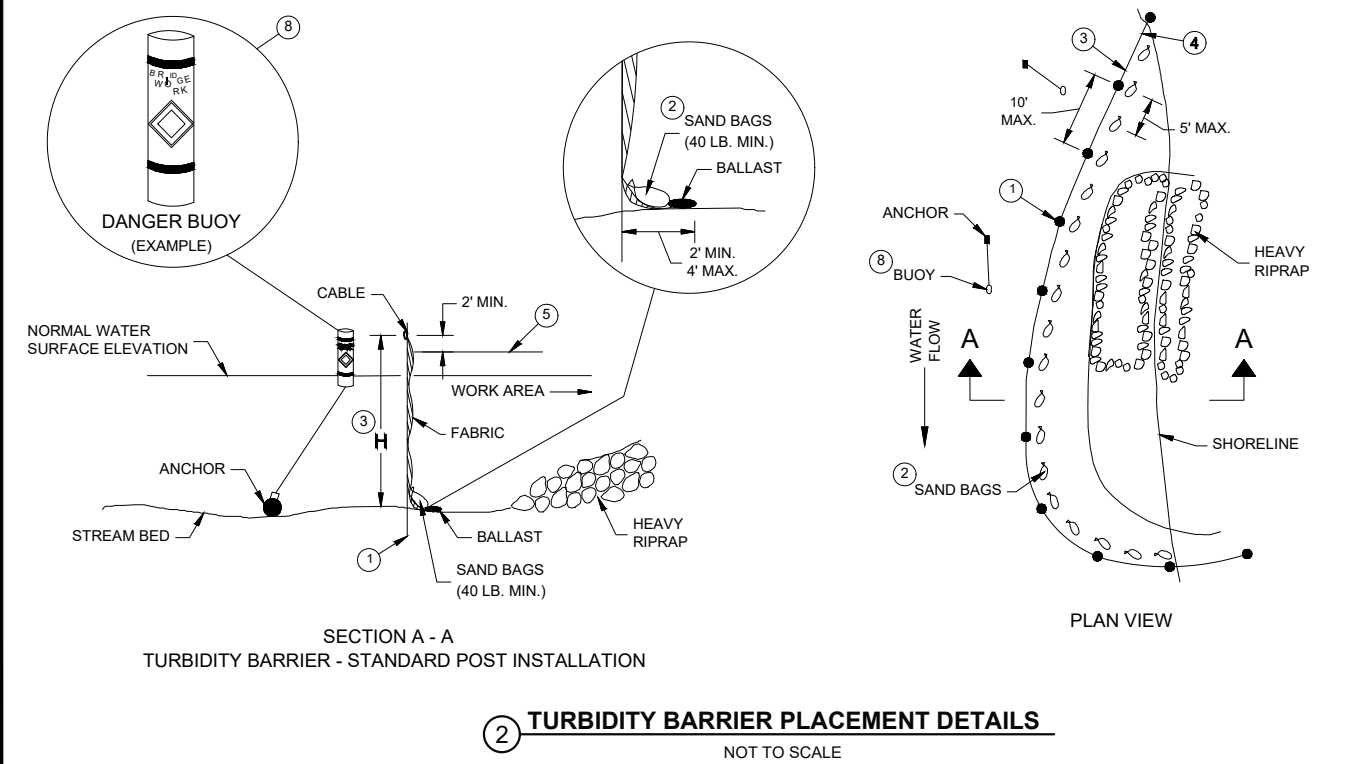 8
BRIDGE
WORK
DANGER BUOY
(EXAMPLE)
2
SAND BAGS
(40 LB. MIN.)
BALLAST
2' MIN.
4' MAX.
CABLE
2' MIN.
5
NORMAL WATER
SURFACE ELEVATION
WORK AREA
3
H
FABRIC
ANCHOR
STREAM BED
1
BALLAST
SAND BAGS
(40 LB. MIN.)
HEAVY
RIPRAP
SECTION A - A
TURBIDITY BARRIER - STANDARD POST INSTALLATION
3
4
10'
MAX.
5' MAX.
1
ANCHOR
8
BUOY
HEAVY
RIPRAP
WATER
FLOW
A
A
SHORELINE
2
SAND BAGS
PLAN VIEW
2
TURBIDITY BARRIER PLACEMENT DETAILS
NOT TO SCALE